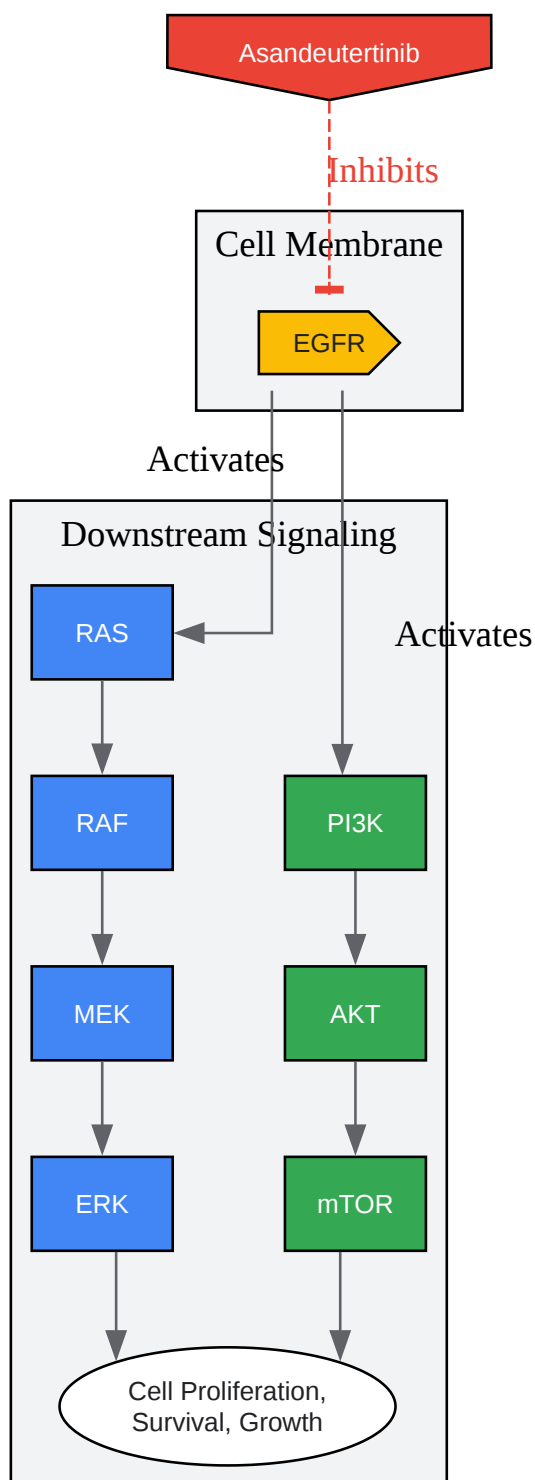 Asandeutertinib
Inhibits
Cell Membrane
EGFR
Activates
Downstream Signaling
RAS
Activates
RAF
PI3K
MEK
AKT
ERK
mTOR
Cell Proliferation,
Survival, Growth